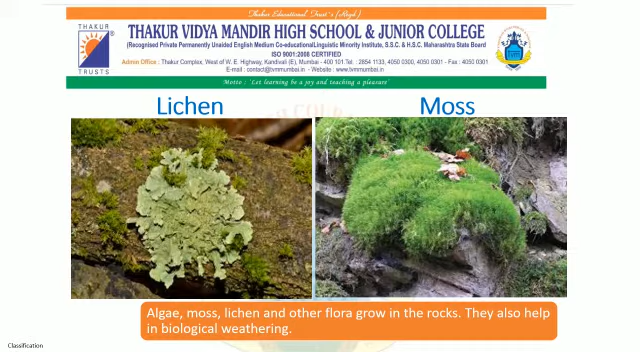 Thakur Educational Trust's (Regd)
THAKUR
TRUSTS
THAKUR VIDYA MANDIR HIGH SCHOOL & JUNIOR COLLEGE
(Recognised Private Permanently Unaided English Medium Co-educationalLinguistic Minority Institute, S.S.C. & H.S.C. Maharashtra State Board
ISO 9001:2008 CERTIFIED
Admin Office : Thakur Complex, West of W. E. Highway, Kandivali (E), Mumbai - 400 101.Tel. : 2854 1133, 4050 0300, 4050 0301 - Fax : 4050 0301
E-mail : contact@tvmmumbai.in - Website : www.tvmmumbai.in
Motto : 'Let learning be a joy and teaching a pleasure'
Lichen
Moss
Algae, moss, lichen and other flora grow in the rocks. They also help
in biological weathering.
Classification